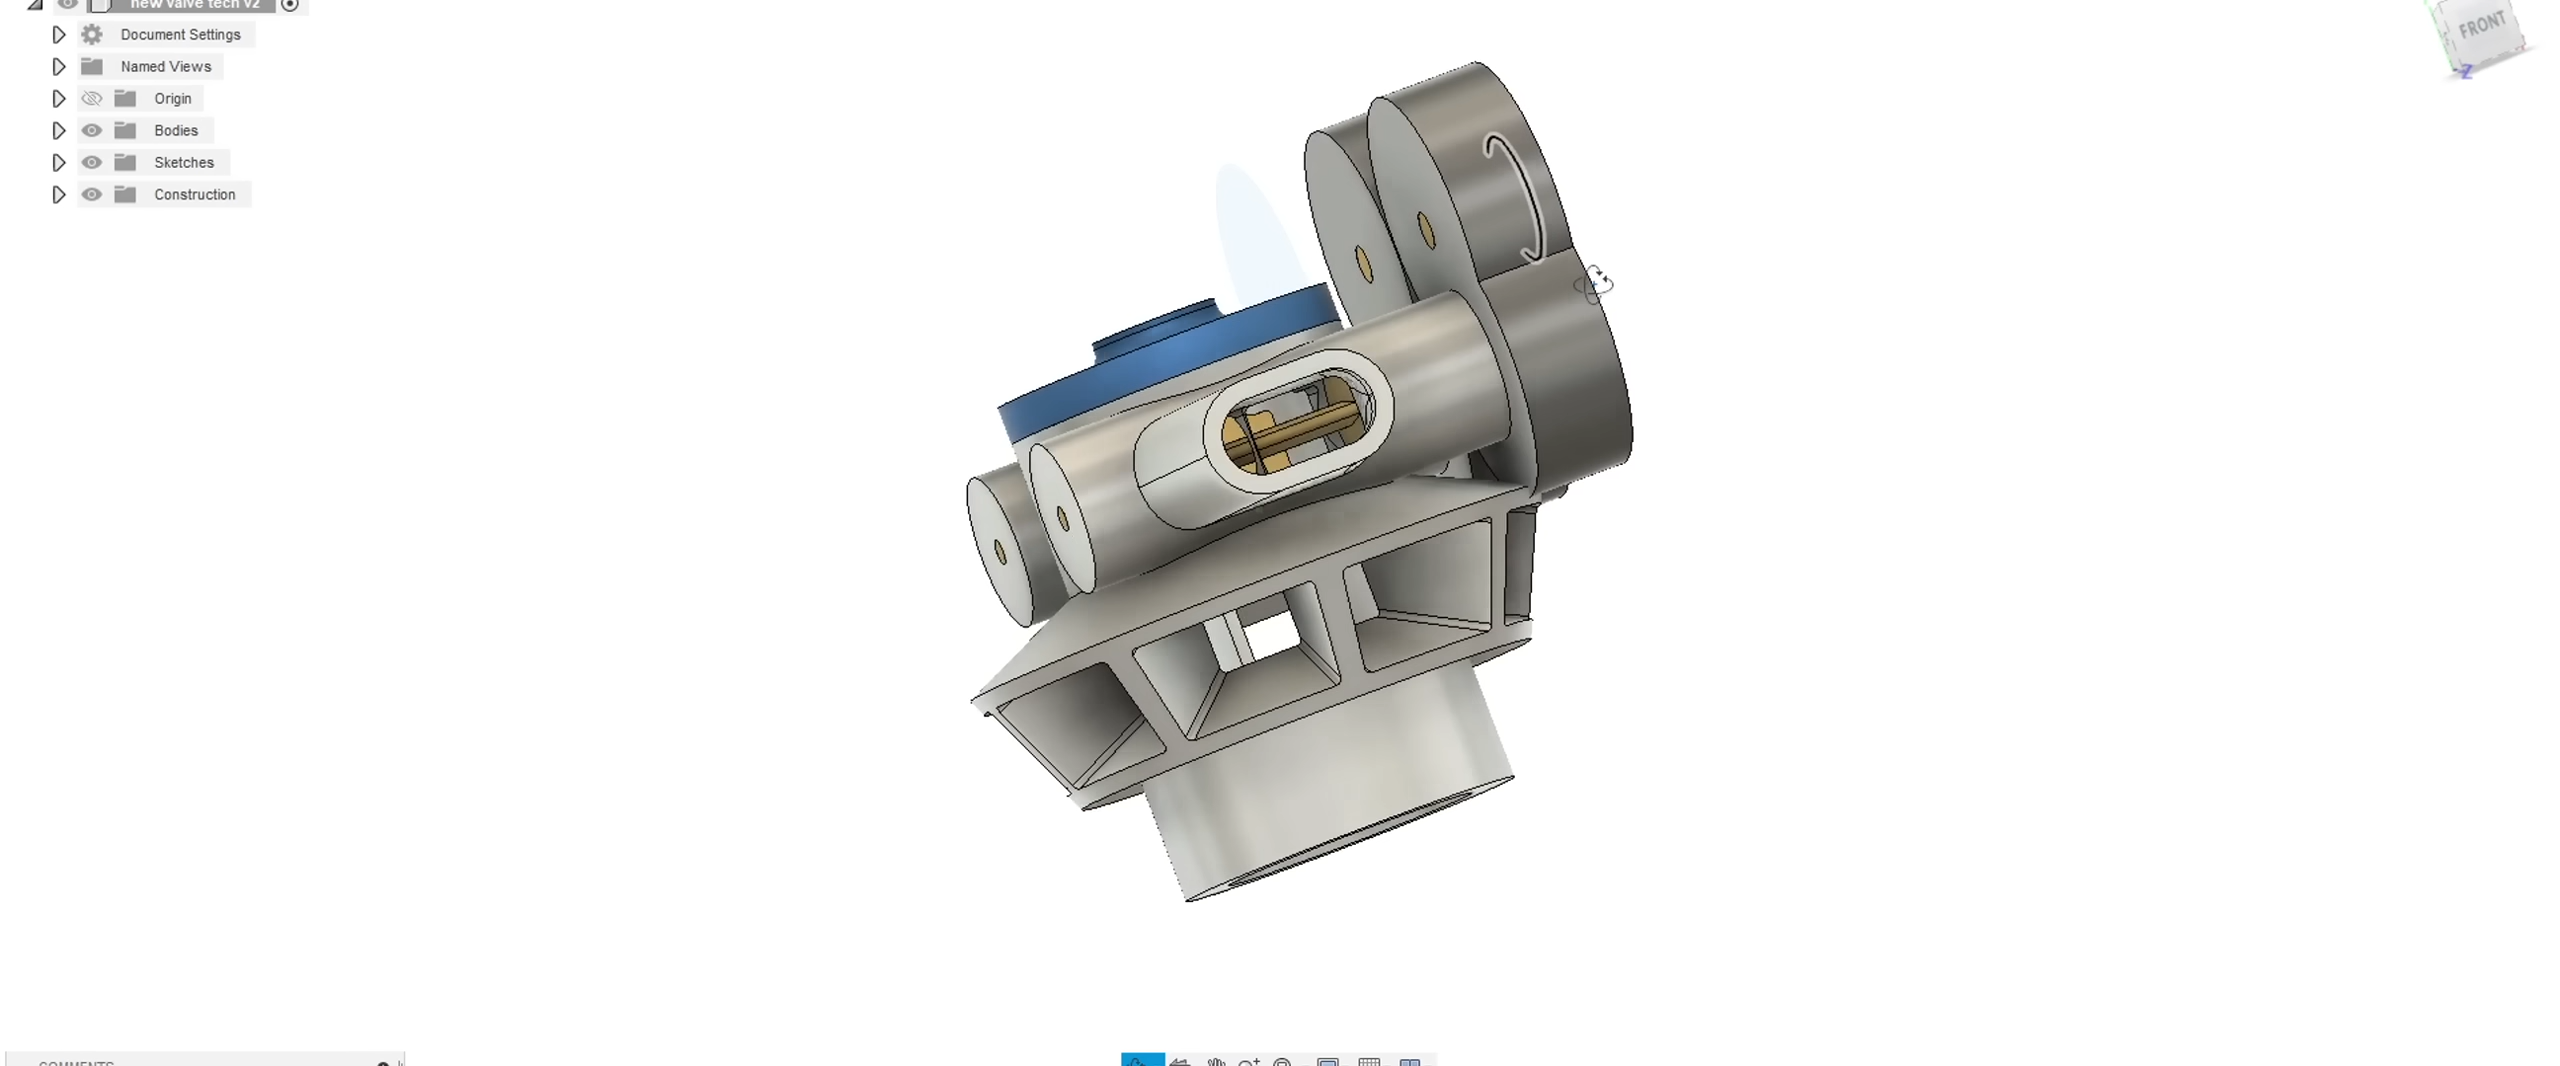 new valve tech v2
Document Settings
Named Views
Origin
Bodies
Sketches
Construction
FRONT
Z
COMMENTS